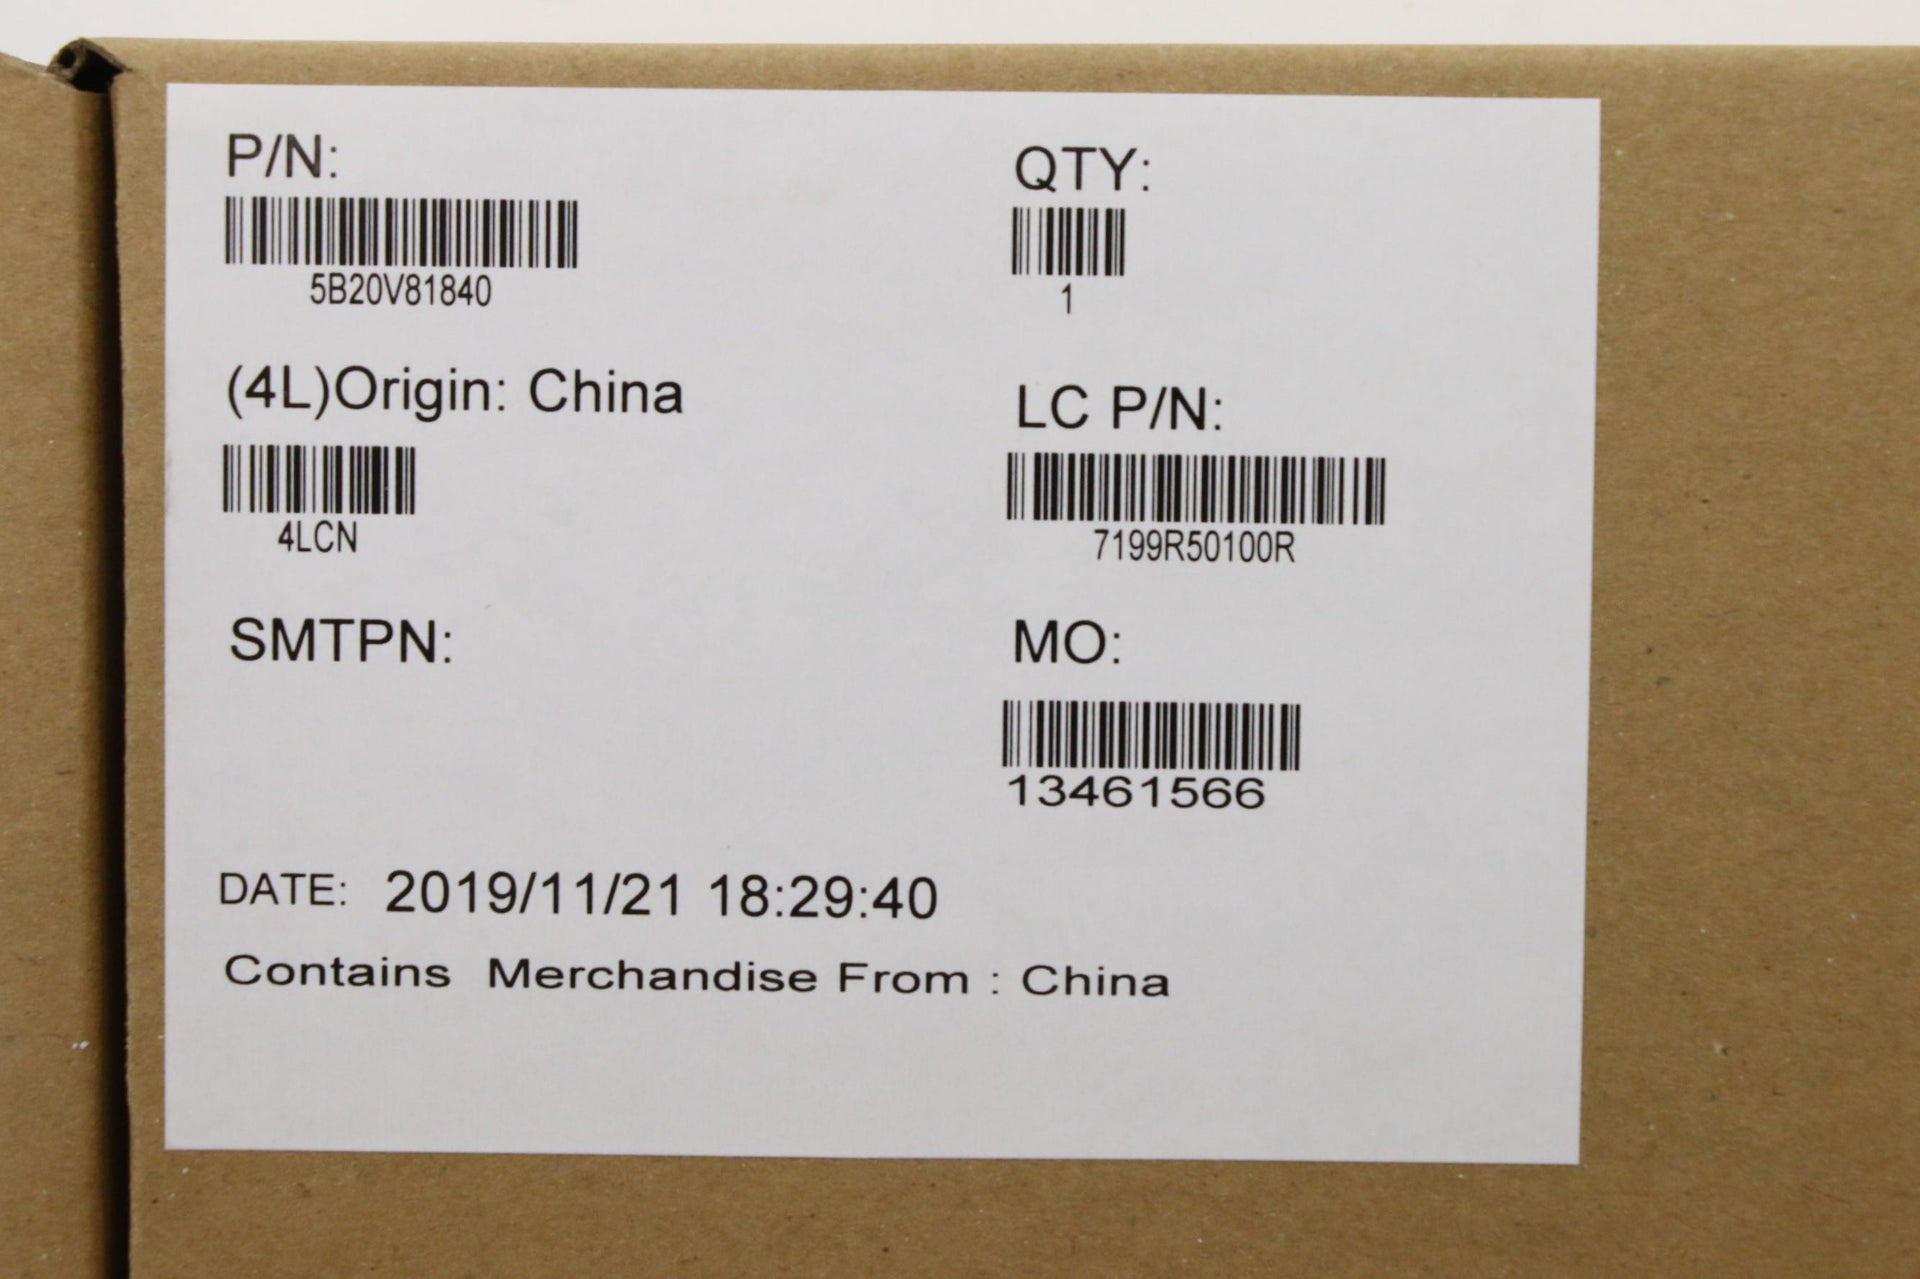 P/N:
5B20V81840
QTY:
1
(4L)Origin: China
4LCN
LC P/N:
7199R50100R
SMTPN:
MO:
13461566
DATE: 2019/11/21 18:29:40
Contains Merchandise From : China